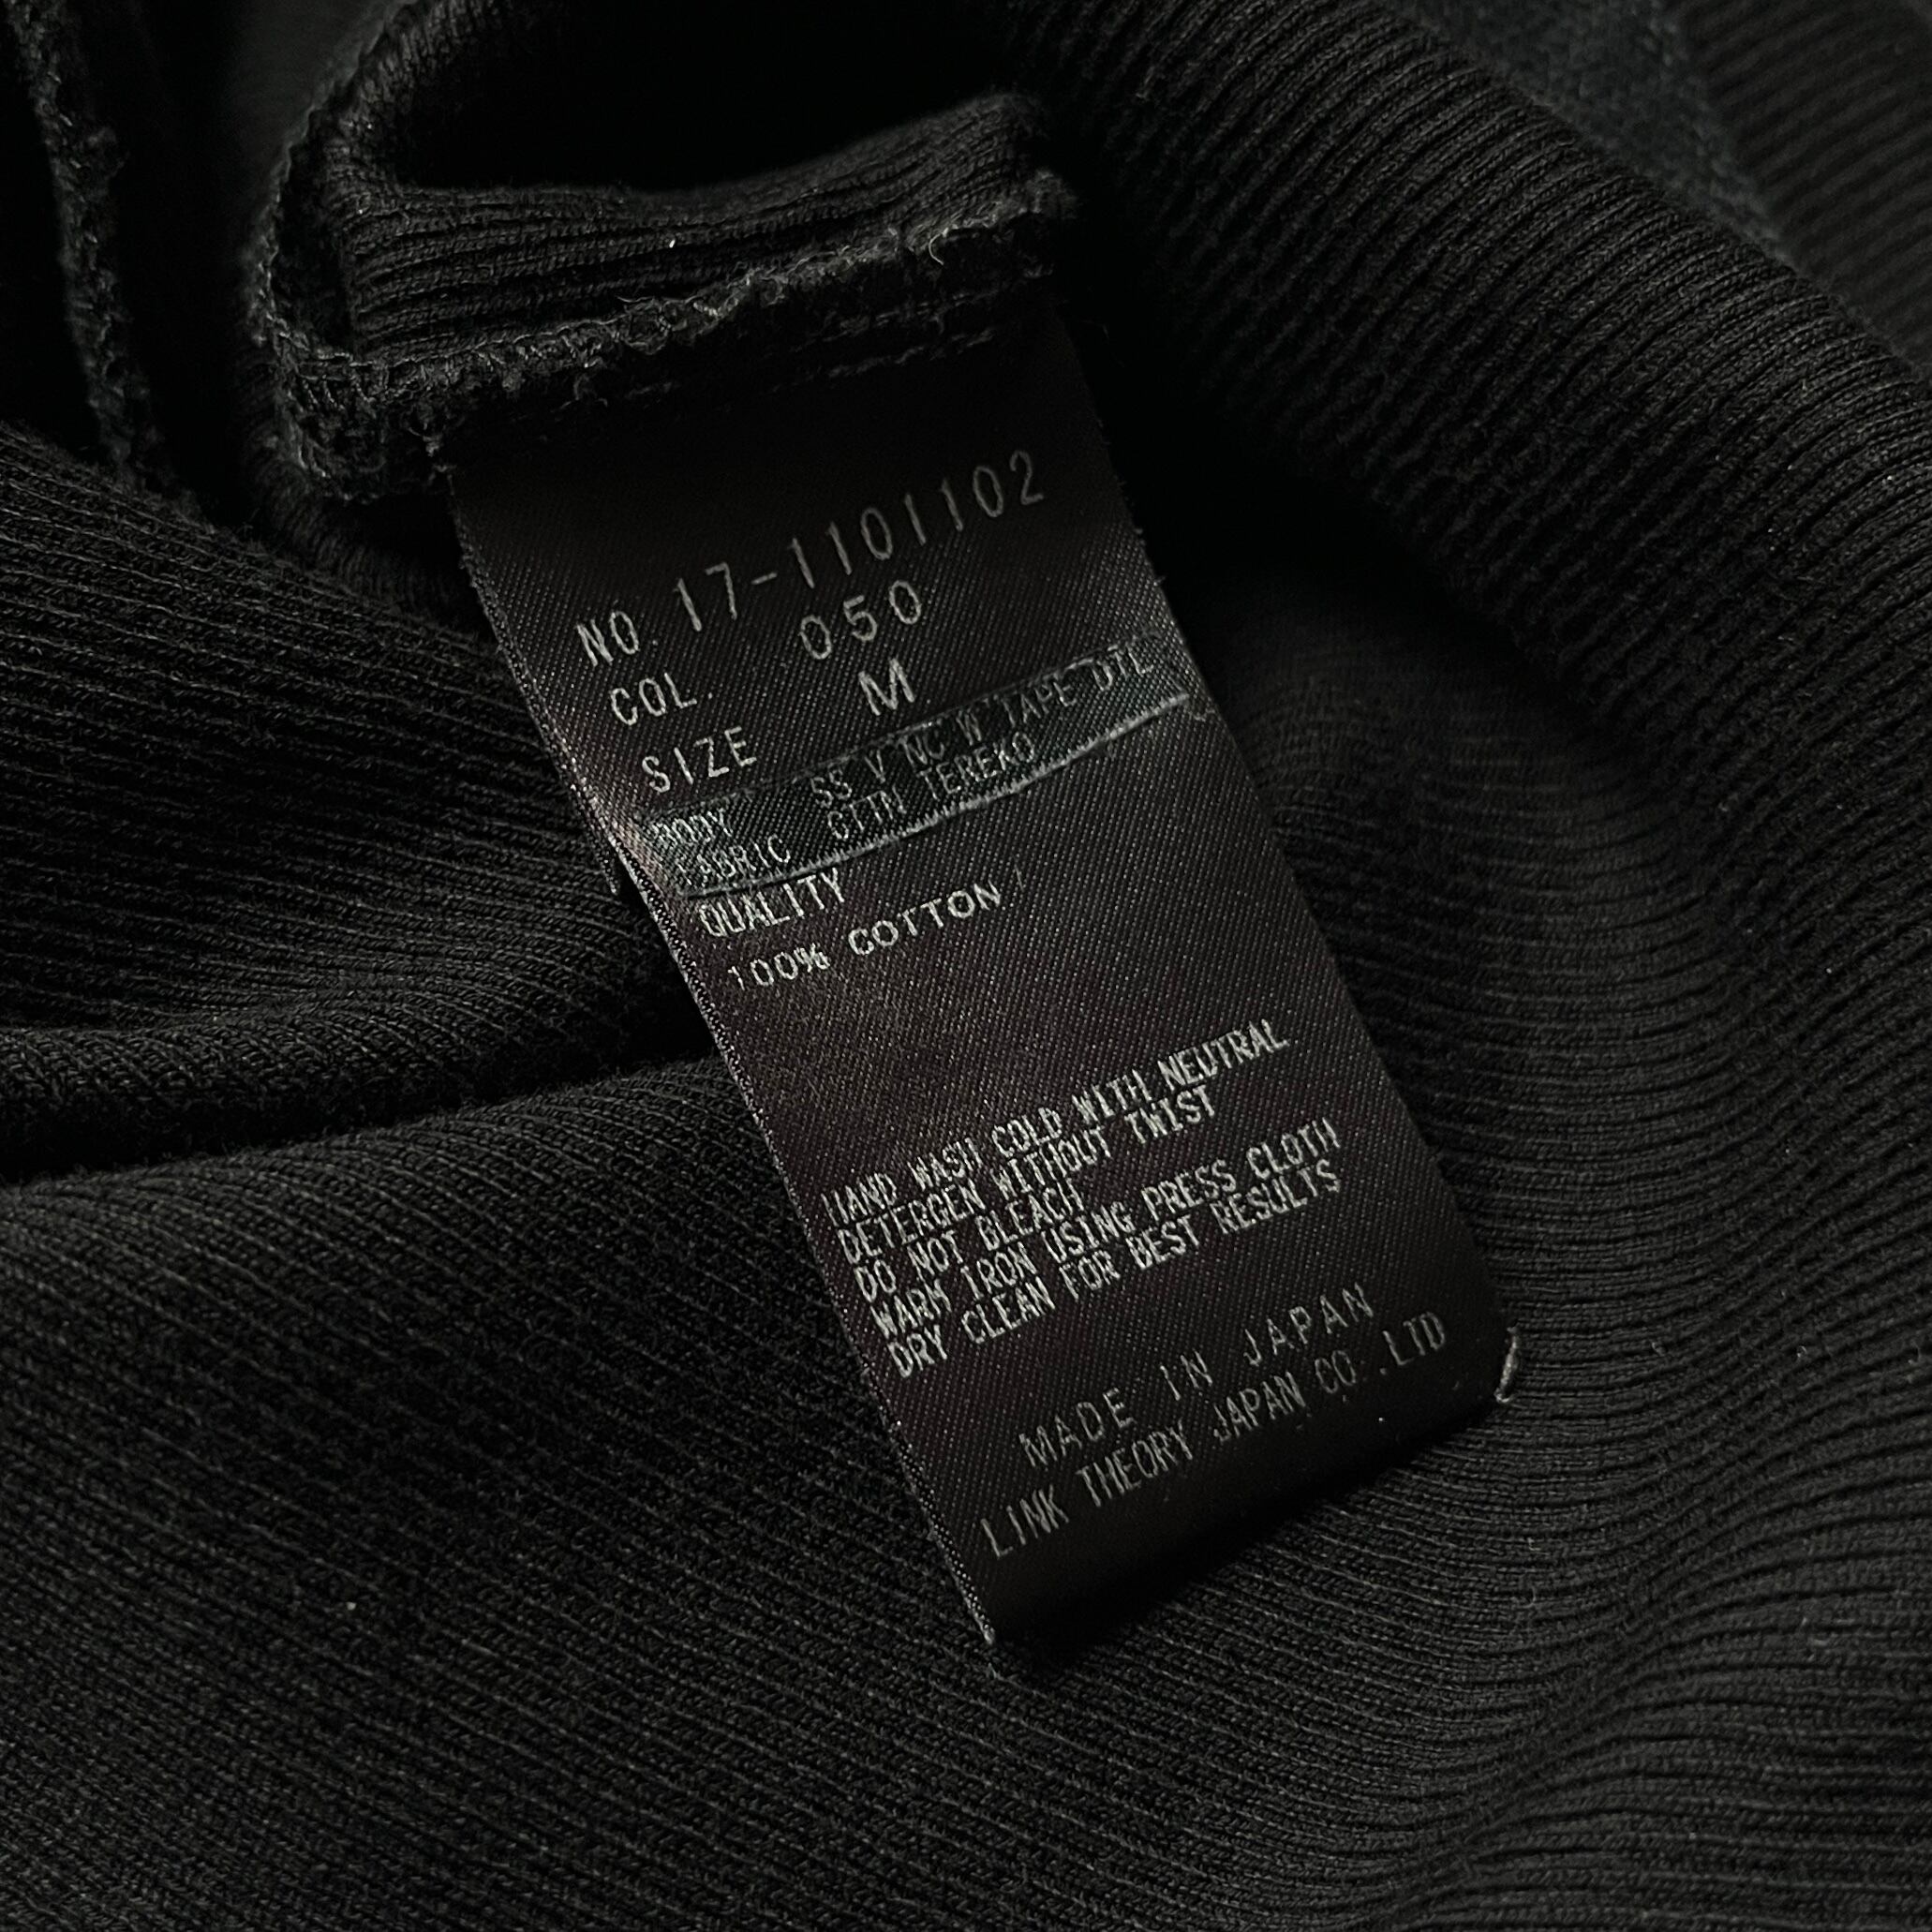 NO. 17-1101102
COL. 050
SIZE M
BODY SS V NC W TAPE DTL
FABRIC CTTN TEREKO
QUALITY
100% COTTON
HAND WASH COLD WITH NEUTRAL
DETERGEN WITHOUT TWIST
DO NOT BLEACH
WARM IRON USING PRESS CLOTH
DRY CLEAN FOR BEST RESULTS
MADE IN JAPAN
LINK THEORY JAPAN CO.,LTD